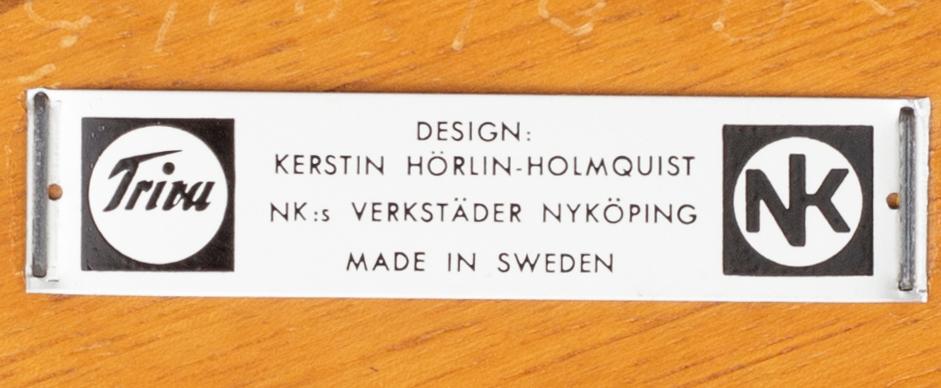 Triva
DESIGN:
KERSTIN HÖRLIN-HOLMQUIST
NK:s VERKSTÄDER NYKÖPING
MADE IN SWEDEN
NK